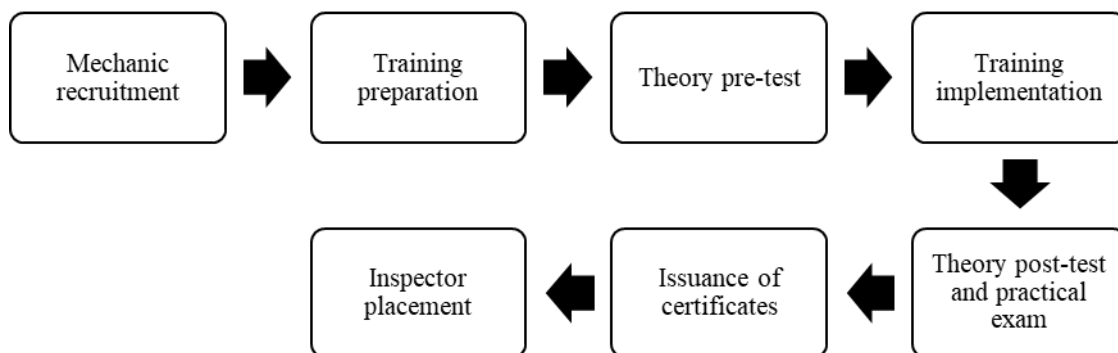 Mechanic
recruitment
Training
preparation
Theory pre-test
Training
implementation
Theory post-test
and practical
exam
Issuance of
certificates
Inspector
placement